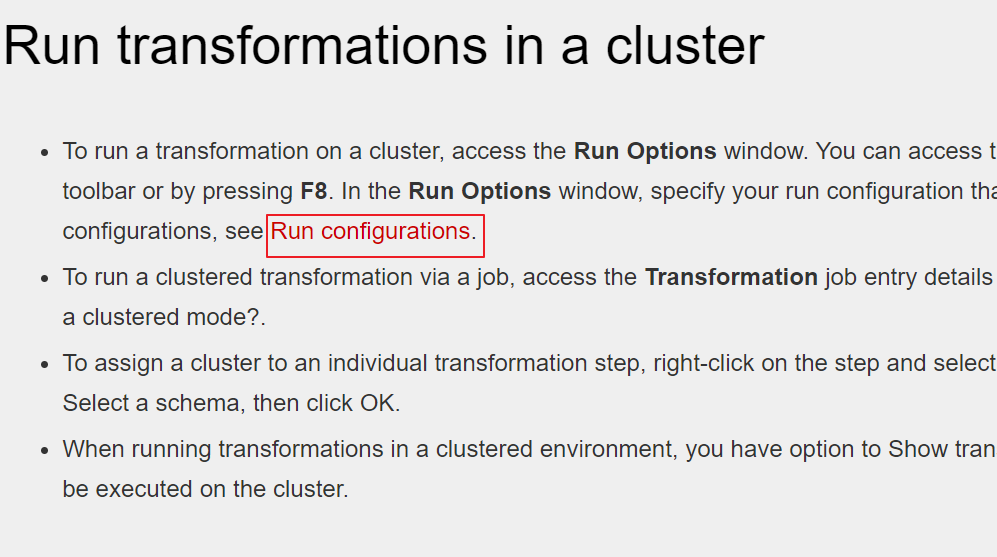 Run transformations in a cluster
• To run a transformation on a cluster, access the Run Options window. You can access
toolbar or by pressing F8. In the Run Options window, specify your run configuration
configurations, see Run configurations.
• To run a clustered transformation via a job, access the Transformation job entry details
a clustered mode?.
• To assign a cluster to an individual transformation step, right-click on the step and select
Select a schema, then click OK.
• When running transformations in a clustered environment, you have option to Show
be executed on the cluster.